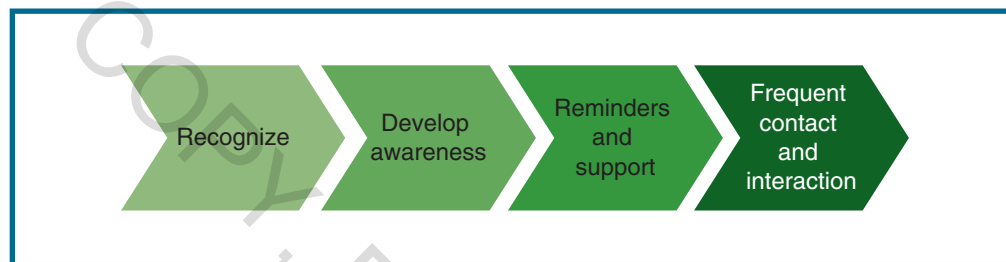 Recognize
Develop
awareness
Reminders
and
support
Frequent
contact
and
interaction
COPY,